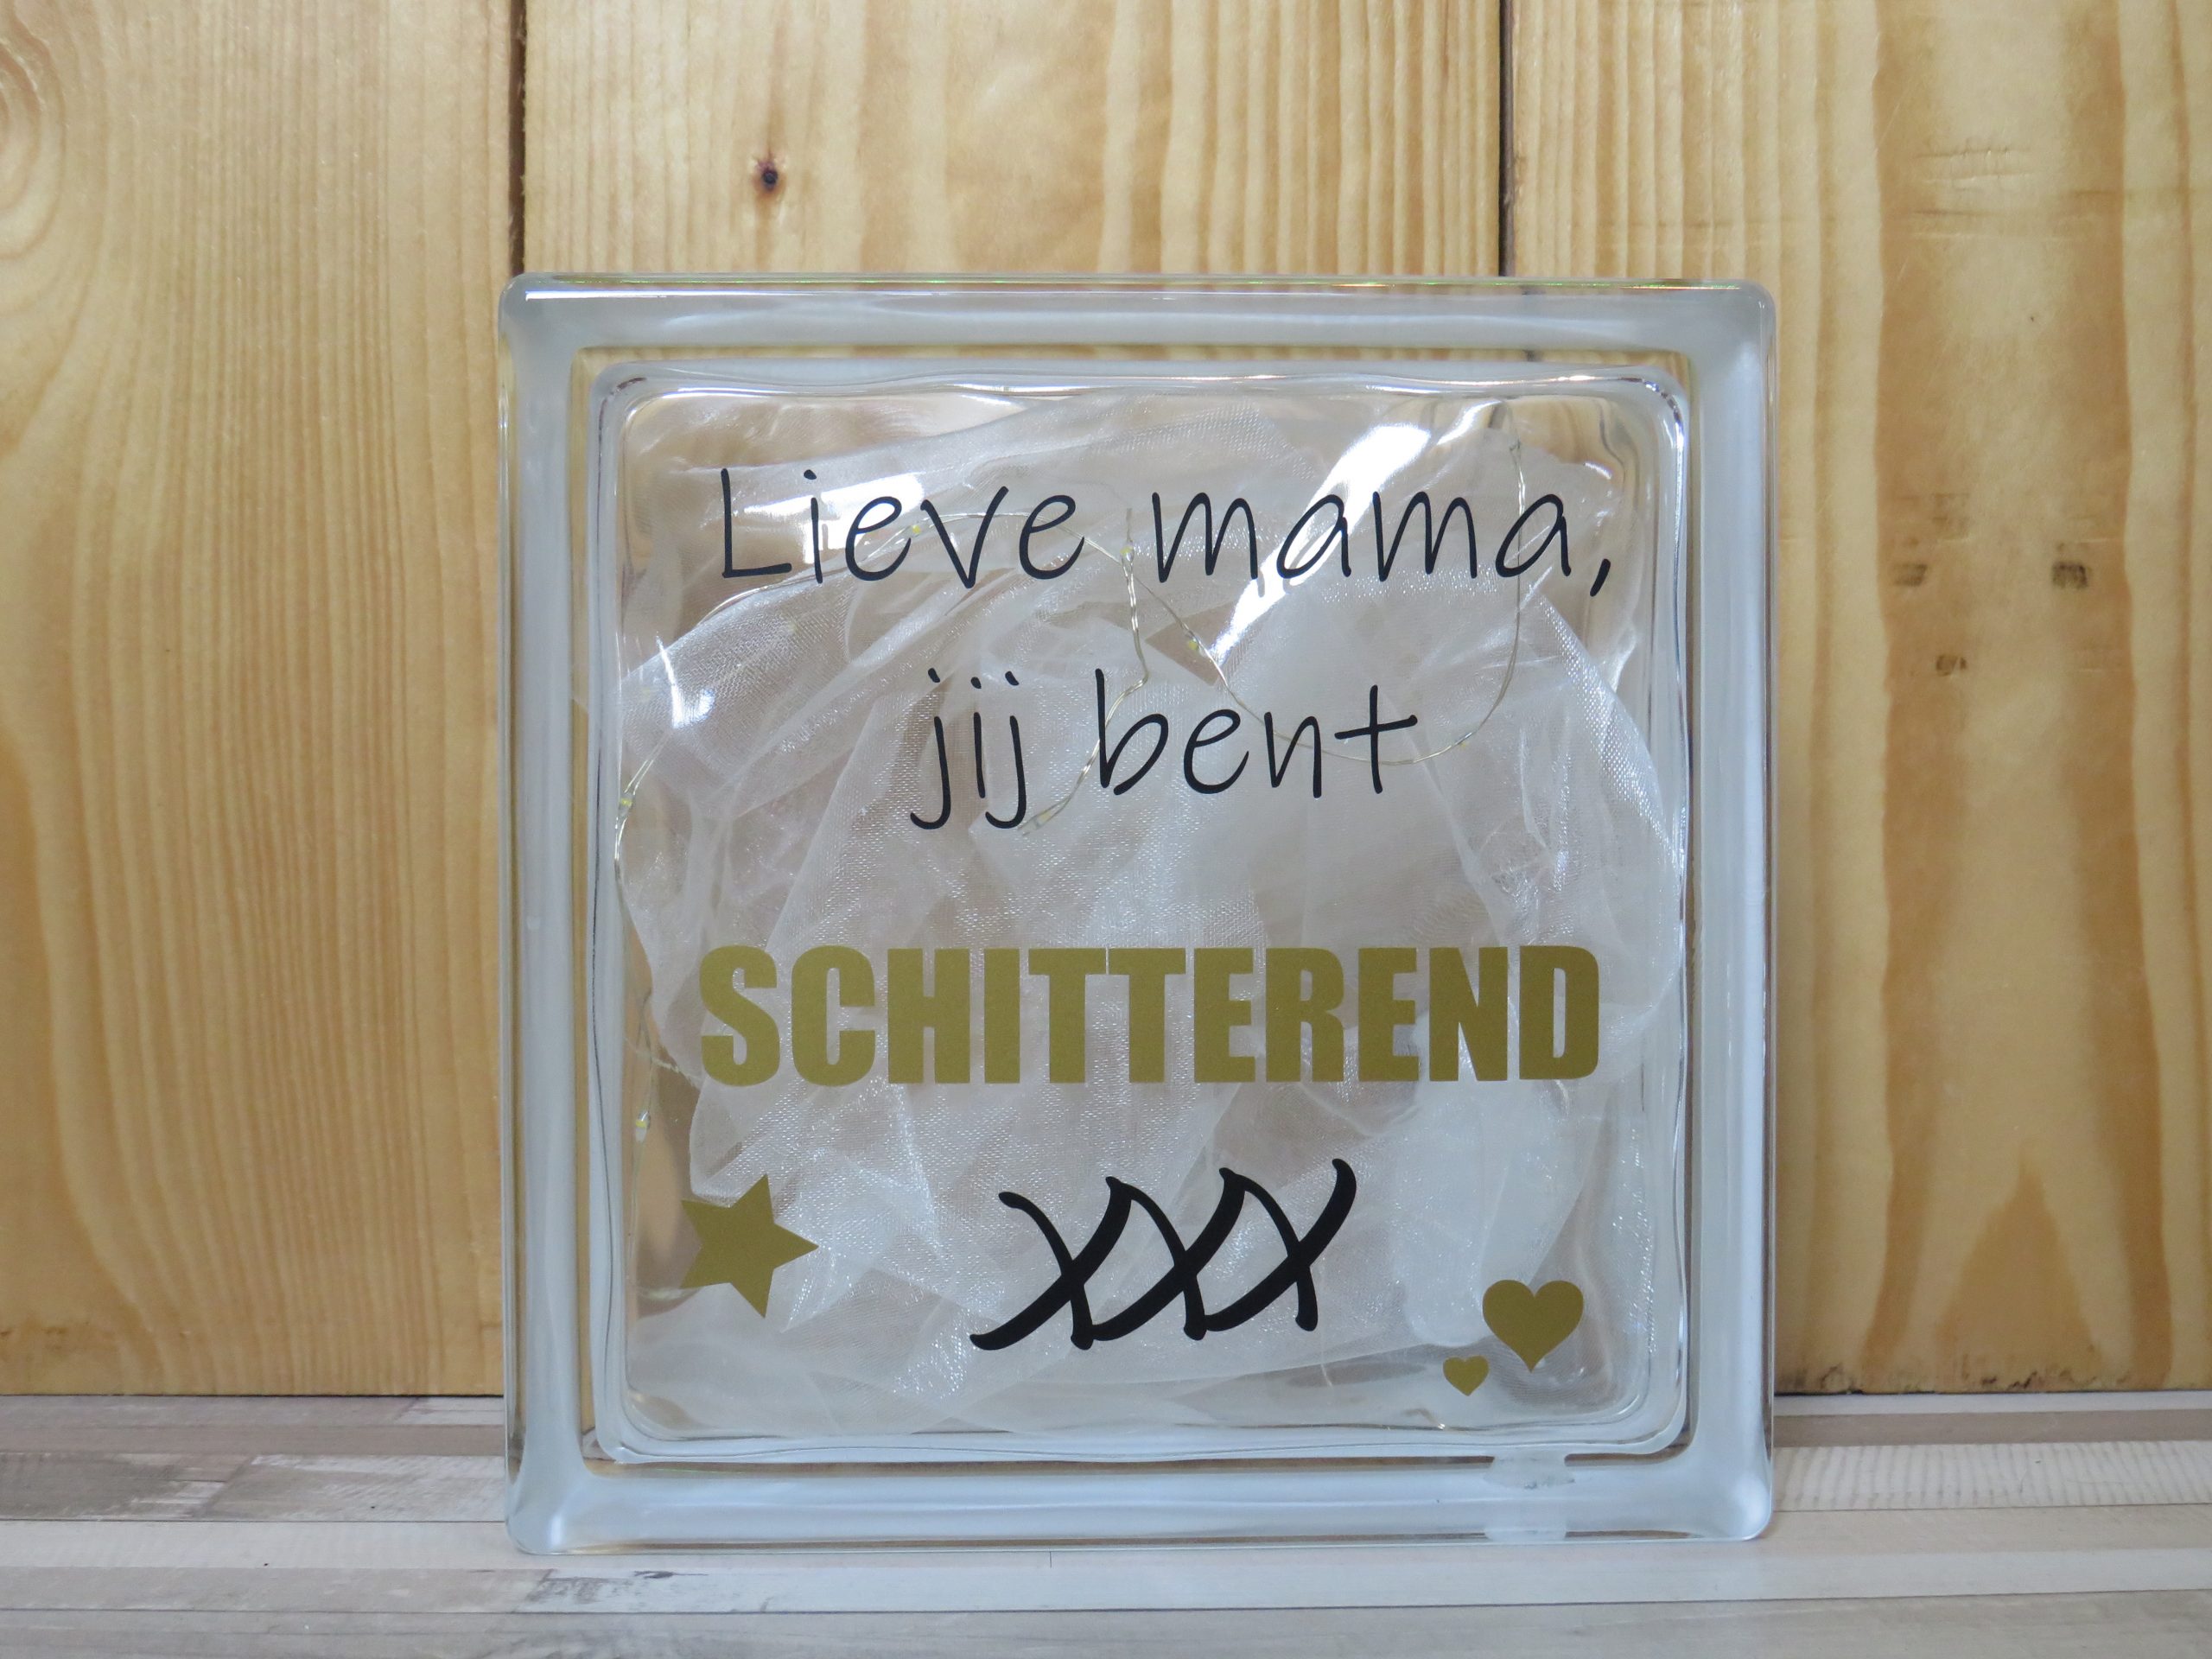 Lieve mama,
jij bent
SCHITTEREND
xxx